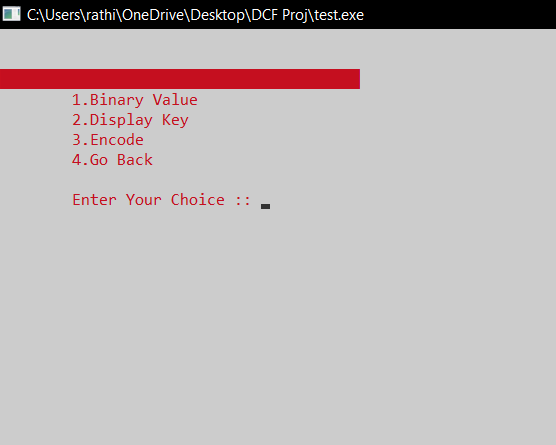 C:\Users\rathi\OneDrive\Desktop\DCF Proj\test.exe
1.Binary Value
2.Display Key
3.Encode
4.Go Back
Enter Your Choice ::